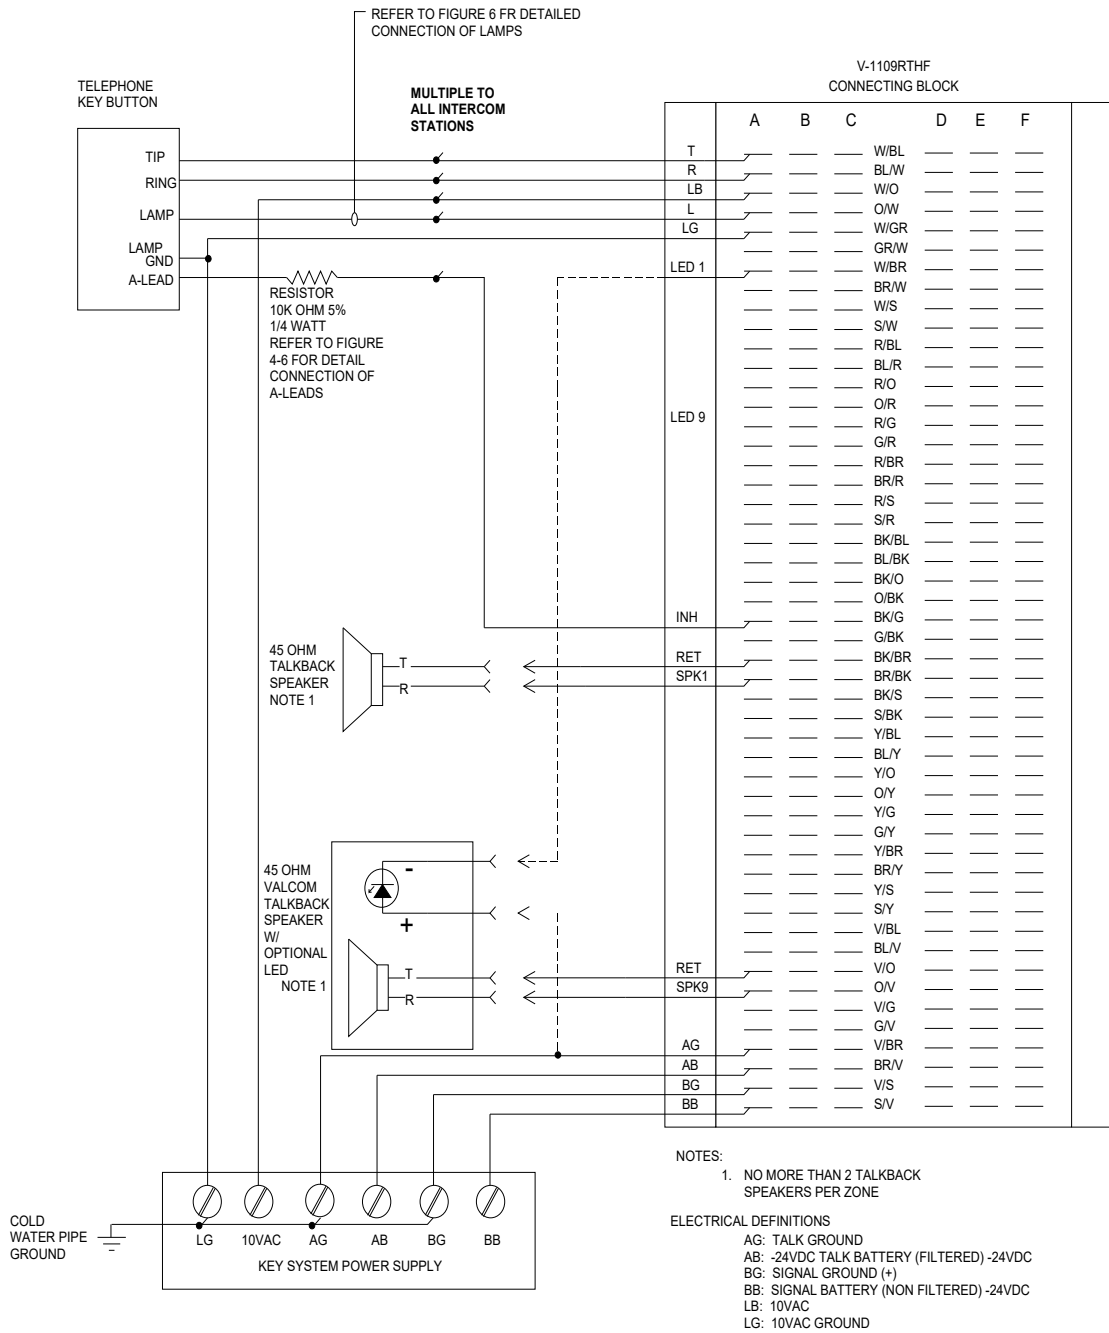 REFER TO FIGURE 6 FR DETAILED
CONNECTION OF LAMPS
V-1109RTHF
CONNECTING BLOCK
TELEPHONE
KEY BUTTON
MULTIPLE TO
ALL INTERCOM
STATIONS
A B C D E F
TIP
RING
LAMP
LAMP
GND
A-LEAD
RESISTOR
10K OHM 5%
1/4 WATT
REFER TO FIGURE
4-6 FOR DETAIL
CONNECTION OF
A-LEADS
T
R
LB
L
LG
LED 1
LED 9
INH
RET
SPK1
RET
SPK9
AG
AB
BG
BB
W/BL
BL/W
W/O
O/W
W/GR
GR/W
W/BR
BR/W
W/S
S/W
R/BL
BL/R
R/O
O/R
R/G
G/R
R/BR
BR/R
R/S
S/R
BK/BL
BL/BK
BK/O
O/BK
BK/G
G/BK
BK/BR
BR/BK
BK/S
S/BK
Y/BL
BL/Y
Y/O
O/Y
Y/G
G/Y
Y/BR
BR/Y
Y/S
S/Y
V/BL
BL/V
V/O
O/V
V/G
G/V
V/BR
BR/V
V/S
S/V
45 OHM
TALKBACK
SPEAKER
NOTE 1
T
R
45 OHM
VALCOM
TALKBACK
SPEAKER
W/
OPTIONAL
LED
NOTE 1
-
+
T
R
COLD
WATER PIPE
GROUND
LG 10VAC AG AB BG BB
KEY SYSTEM POWER SUPPLY
NOTES:
1. NO MORE THAN 2 TALKBACK
SPEAKERS PER ZONE
ELECTRICAL DEFINITIONS
AG: TALK GROUND
AB: -24VDC TALK BATTERY (FILTERED) -24VDC
BG: SIGNAL GROUND (+)
BB: SIGNAL BATTERY (NON FILTERED) -24VDC
LB: 10VAC
LG: 10VAC GROUND